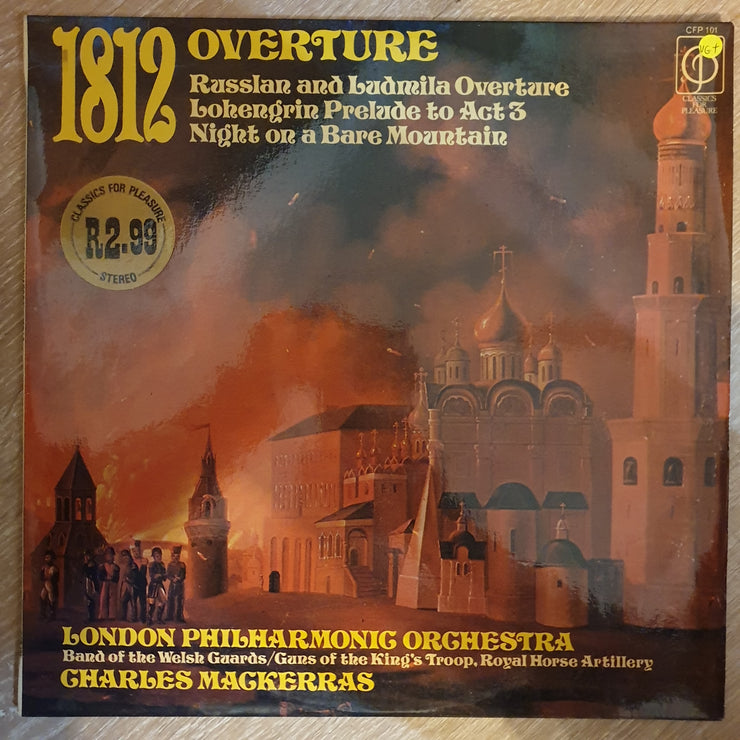 1812 OVERTURE
Russlan and Ludmila Overture
Lohengrin Prelude to Act 3
Night on a Bare Mountain
CFP 101
VG+
CLASSICS
FOR
PLEASURE
CLASSICS FOR PLEASURE
R2.99
STEREO
LONDON PHILHARMONIC ORCHESTRA
Band of the Welsh Guards/Guns of the King's Troop, Royal Horse Artillery
CHARLES MACKERRAS